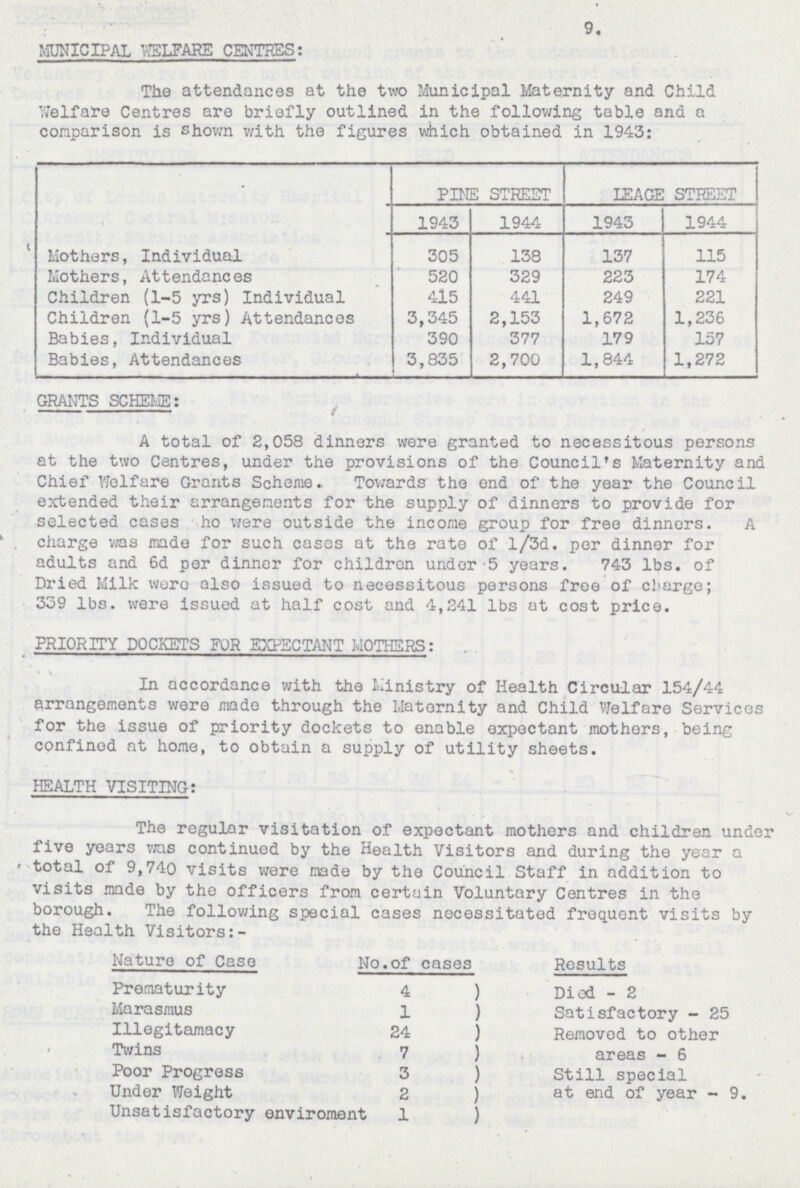 9.
MUNICIPAL WELFARE CENTRES:
The attendances at the two Municipal Maternity and Child
Welfare Centres are briefly outlined in the following table and a
comparison is shown with the figures which obtained in 1943:
PINE STREET LEAGE STREET
1943 1944 1943 1944
Mothers, Individual 305 138 137 115
Mothers, Attendances 520 329 223 174
Children (1-5 yrs) Individual 415 441 249 221
Children (1-5 yrs) Attendances 3,345 2,153 1,672 1,236
Babies, Individual 390 377 179 157
Babies, Attendances 3,835 2,700 1,844 1,272
GRANTS SCHEME:
A total of 2,058 dinners were granted to necessitous persons
at the two Centres, under the provisions of the Council's Maternity and
Chief Welfare Grants Scheme. Towards the end of the year the Council
extended their arrangements for the supply of dinners to provide for
selected cases ho were outside the income group for free dinners. A
charge was made for such cases at the rate of 1/3d. per dinner for
adults and 6d per dinner for children under 5 years. 743 lbs. of
Dried Milk were also issued to necessitous persons free of charge;
339 lbs. were issued at half cost and 4,241 lbs at cost price.
PRIORITY DOCKETS FOR EXPECTANT MOTHERS:
In accordance with the Ministry of Health Circular 154/44
arrangements were made through the Maternity and Child Welfare Services
for the issue of priority dockets to enable expectant mothers, being
confined at home, to obtain a supply of utility sheets.
HEALTH VISITING:
The regular visitation of expectant mothers and children under
five years was continued by the Health Visitors and during the year a
total of 9,740 visits were made by the Council Staff in addition to
visits made by the officers from certain Voluntary Centres in the
borough. The following special cases necessitated frequent visits by
the Health Visitors:-
Nature of Case No.of cases Results
Prematurity 4 ) Died - 2
Marasmus 1 ) Satisfactory - 25
Illegitamacy 24 ) Removed to other
Twins 7 ) areas - 6
Poor Progress 3 ) Still special
Under Weight 2 ) at end of year - 9.
Unsatisfactory enviroment 1 )